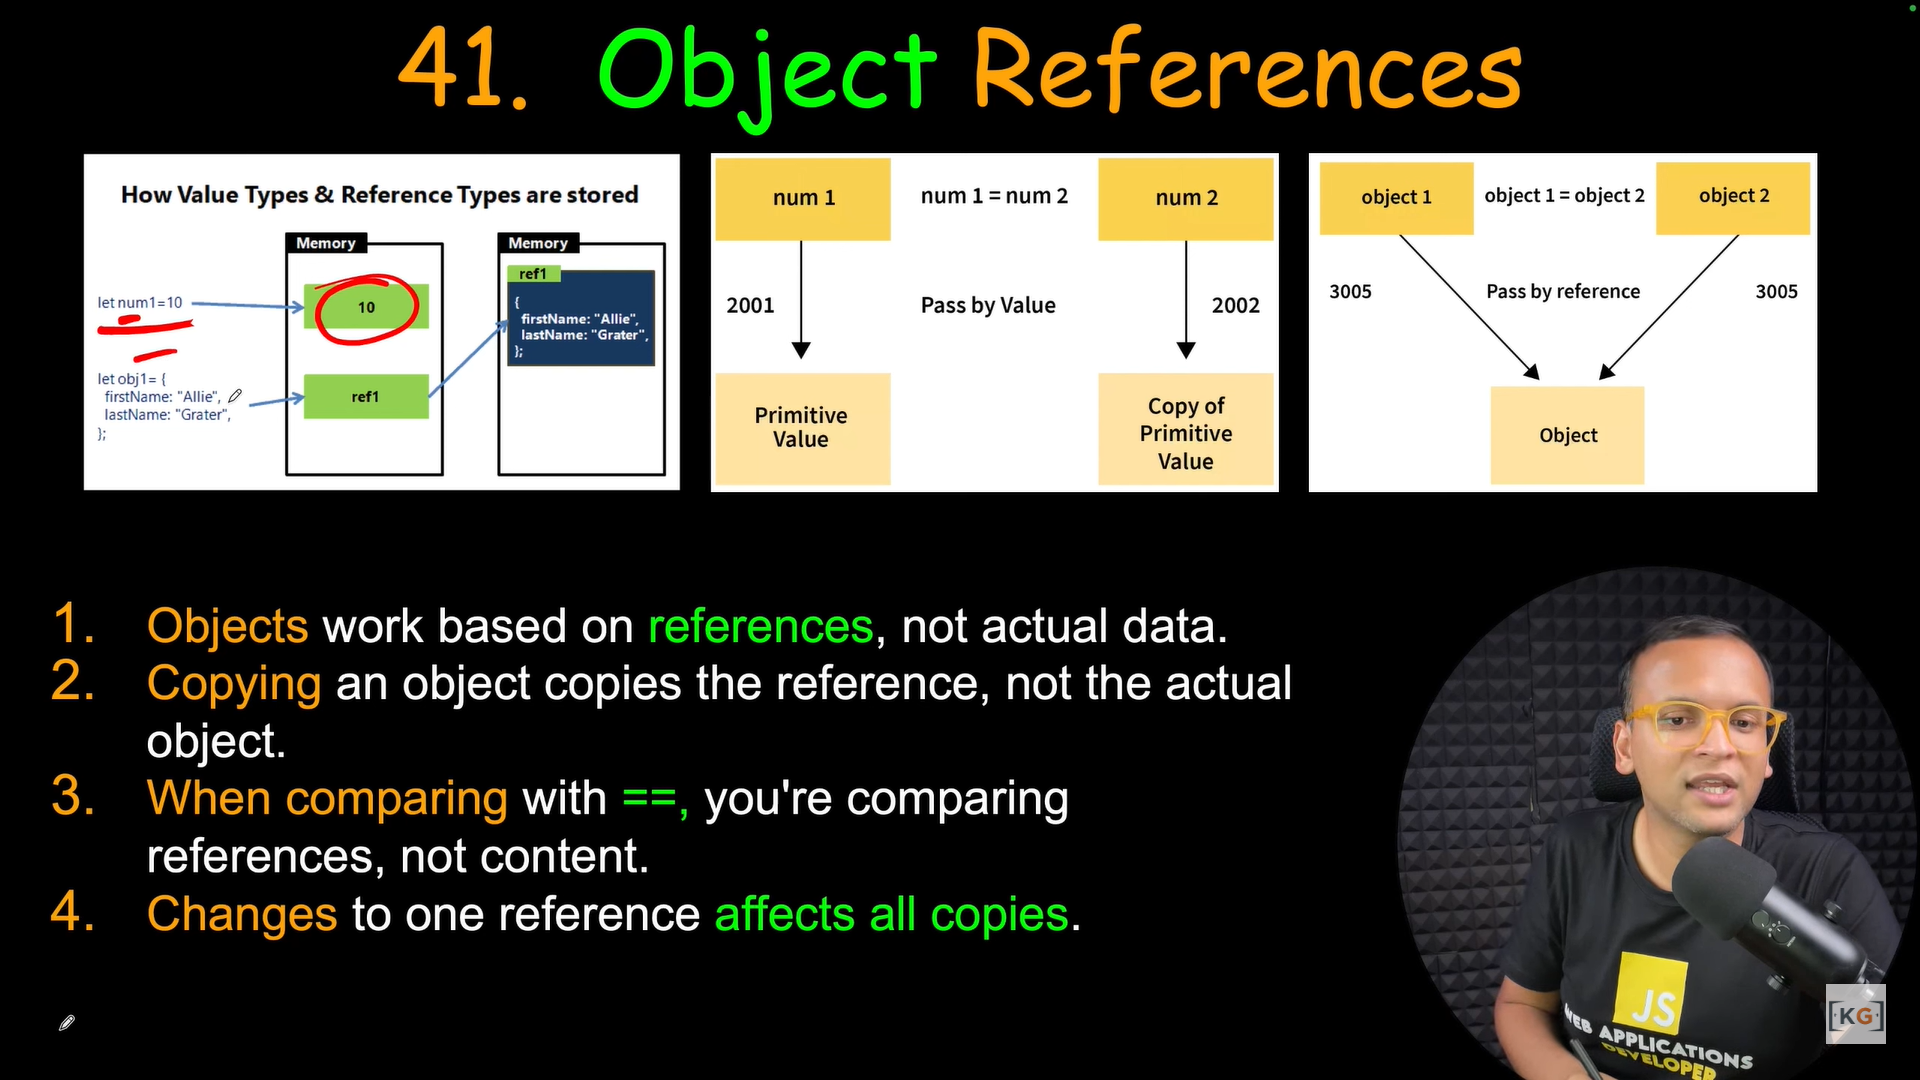 41. Object References
How Value Types & Reference Types are stored
Memory
Memory
let num1=10
10
ref1
{
firstName: "Allie",
lastName: "Grater",
};
let obj1= {
firstName: "Allie",
lastName: "Grater",
};
ref1
num 1
num 1 = num 2
num 2
2001
Pass by Value
2002
Primitive
Value
Copy of
Primitive
Value
object 1
object 1 = object 2
object 2
3005
Pass by reference
3005
Object
1. Objects work based on references, not actual data.
2. Copying an object copies the reference, not the actual
object.
3. When comparing with ==, you're comparing
references, not content.
4. Changes to one reference affects all copies.
JS
WEB APPLICATIONS
DEVELOPER
[KG]